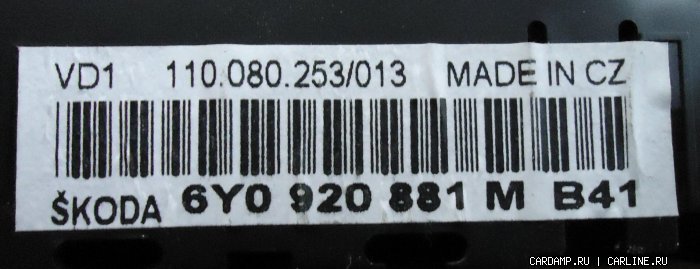 VD1 110.080.253/013 MADE IN CZ
ŠKODA 6Y0 920 881 M B41
CARDAMP.RU | CARLINE.RU